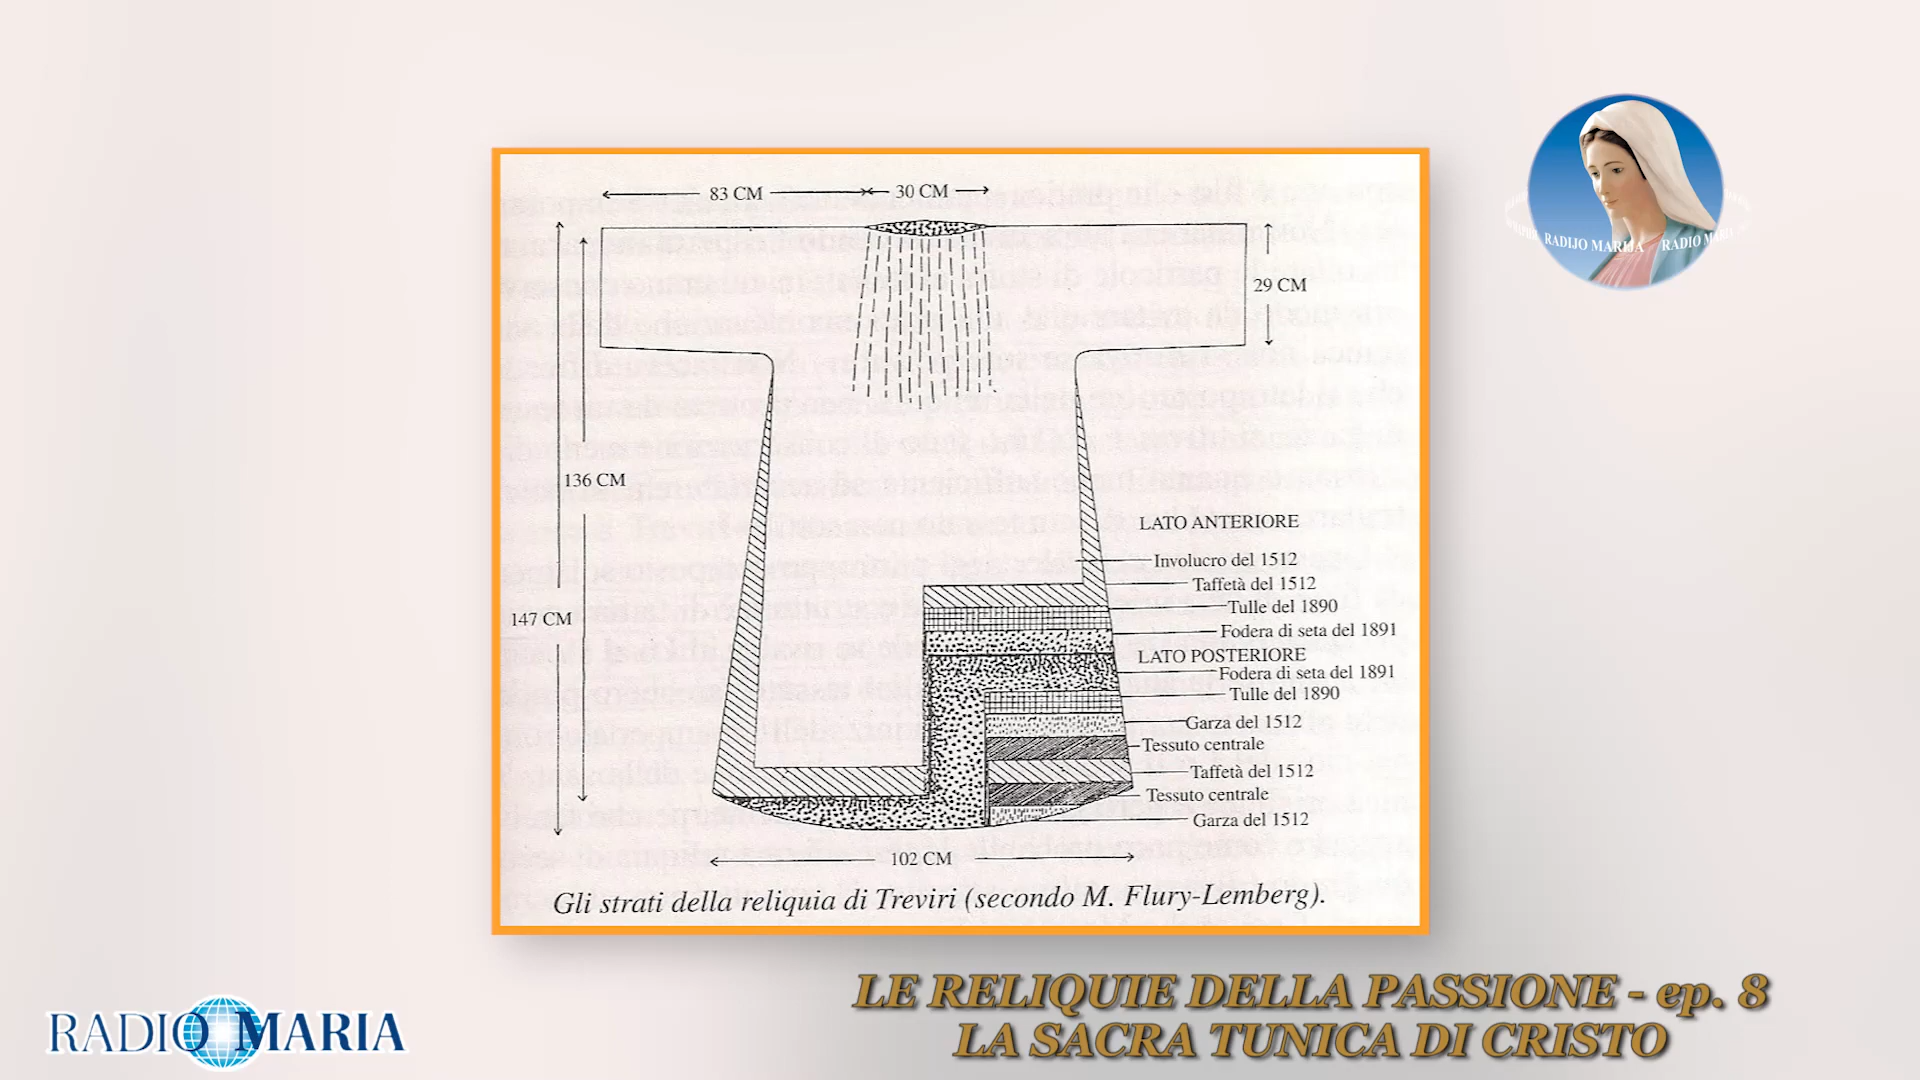 83 CM
30 CM
29 CM
136 CM
147 CM
LATO ANTERIORE
Involucro del 1512
Taffetà del 1512
Tulle del 1890
Fodera di seta del 1891
LATO POSTERIORE
Fodera di seta del 1891
Tulle del 1890
Garza del 1512
Tessuto centrale
Taffetà del 1512
Tessuto centrale
Garza del 1512
102 CM
Gli strati della reliquia di Treviri (secondo M. Flury-Lemberg).
RADIJO MARIJA RADIO MARIA
RADIO MARIA
LE RELIQUIE DELLA PASSIONE - ep. 8
LA SACRA TUNICA DI CRISTO